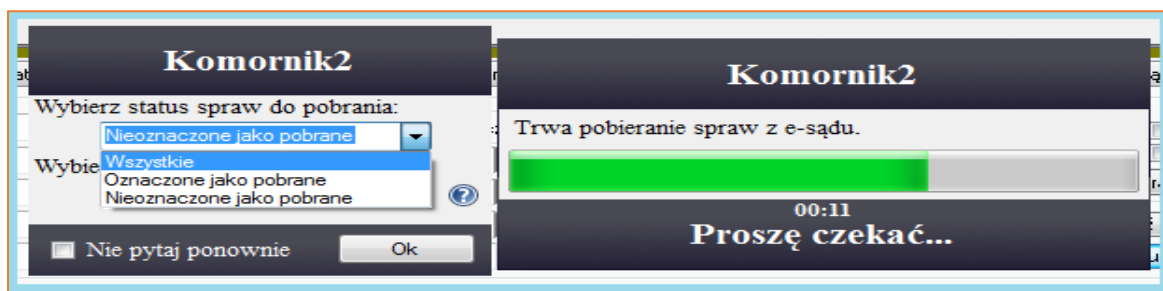 Komornik2
Wybierz status spraw do pobrania:
Nieoznaczone jako pobrane
Wszystkie
Oznaczone jako pobrane
Nieoznaczone jako pobrane
Nie pytaj ponownie
Ok
Komornik2
Trwa pobieranie spraw z e-sądu.
00:11
Proszę czekać...